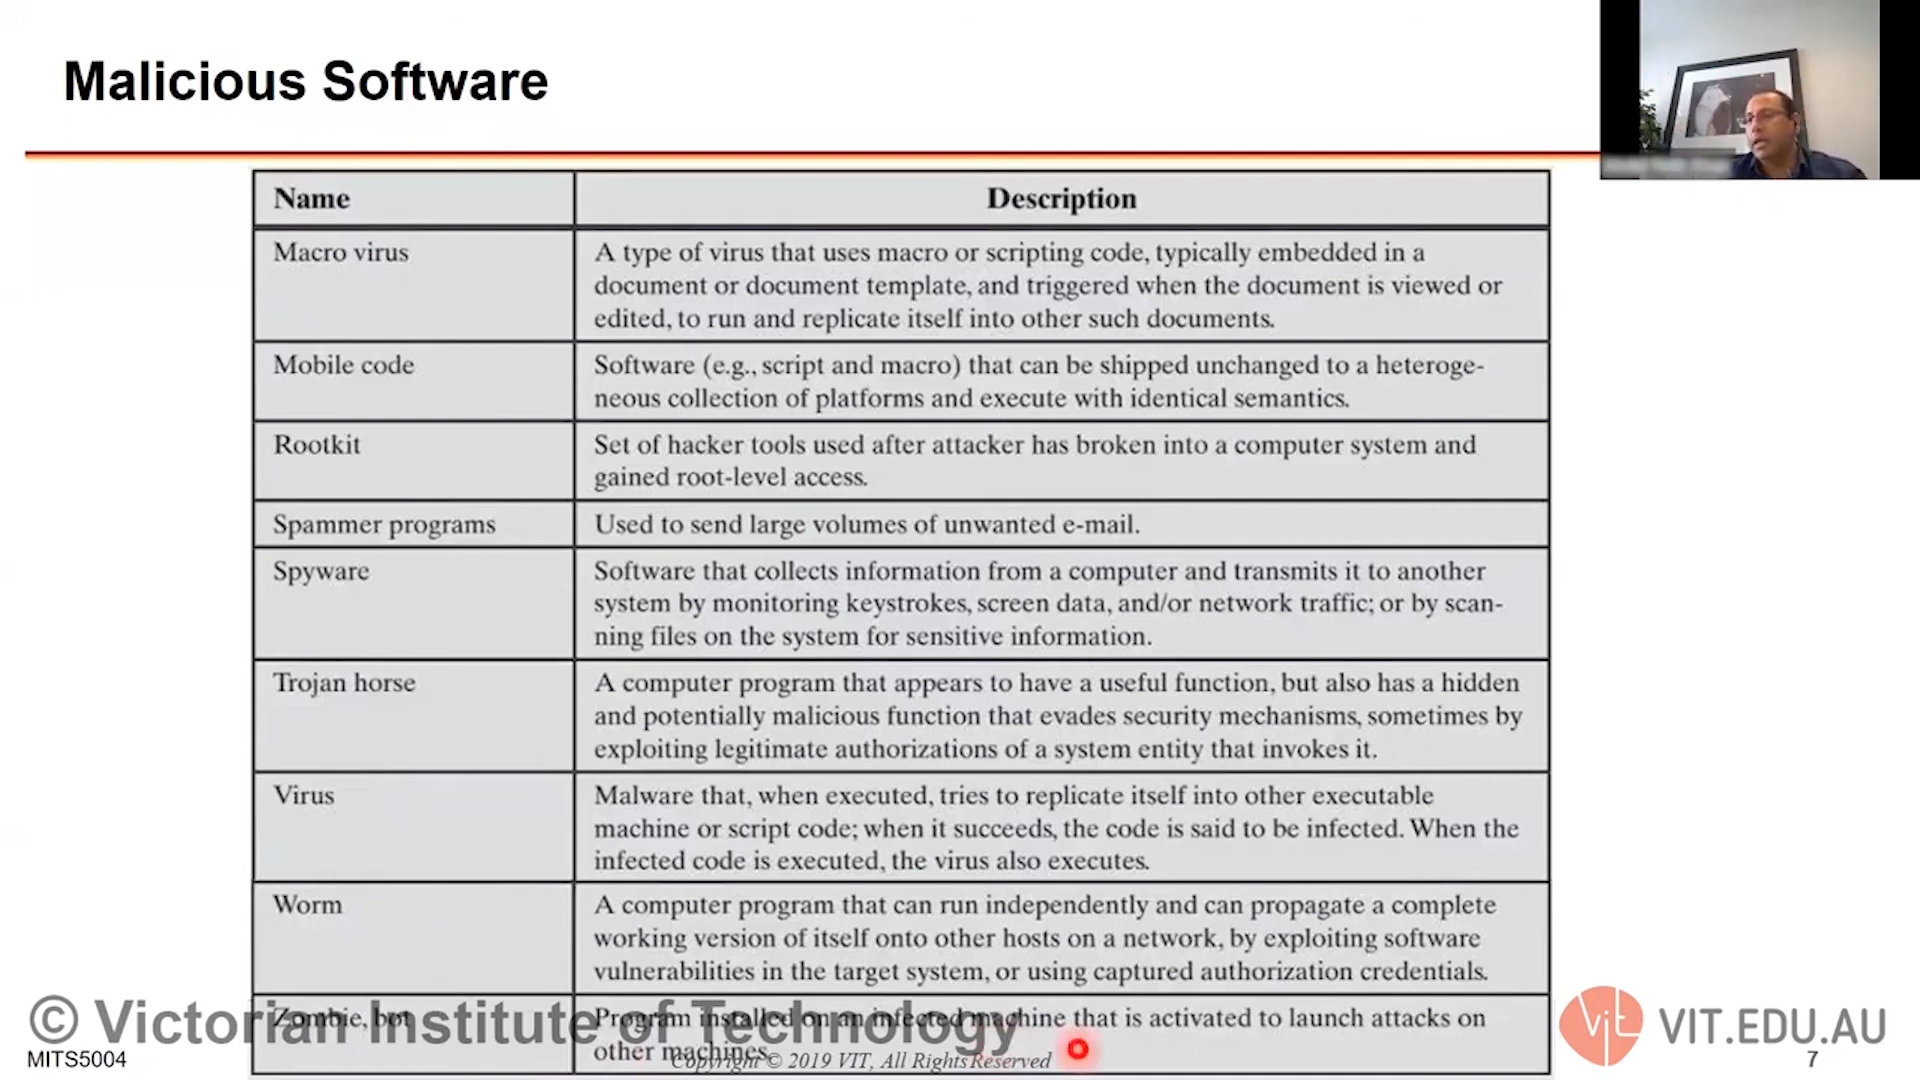 Malicious Software
Name Description
Macro virus A type of virus that uses macro or scripting code, typically embedded in a
document or document template, and triggered when the document is viewed or
edited, to run and replicate itself into other such documents.
Mobile code Software (e.g., script and macro) that can be shipped unchanged to a heteroge-
neous collection of platforms and execute with identical semantics.
Rootkit Set of hacker tools used after attacker has broken into a computer system and
gained root-level access.
Spammer programs Used to send large volumes of unwanted e-mail.
Spyware Software that collects information from a computer and transmits it to another
system by monitoring keystrokes, screen data, and/or network traffic; or by scan-
ning files on the system for sensitive information.
Trojan horse A computer program that appears to have a useful function, but also has a hidden
and potentially malicious function that evades security mechanisms, sometimes by
exploiting legitimate authorizations of a system entity that invokes it.
Virus Malware that, when executed, tries to replicate itself into other executable
machine or script code; when it succeeds, the code is said to be infected. When the
infected code is executed, the virus also executes.
Worm A computer program that can run independently and can propagate a complete
working version of itself onto other hosts on a network, by exploiting software
vulnerabilities in the target system, or using captured authorization credentials.
Zombie, bot Program installed on an infected machine that is activated to launch attacks on
other machines.
© Victorian Institute of Technology
MITS5004
Copyright © 2019 VIT, All Rights Reserved
VIT VIT.EDU.AU
7